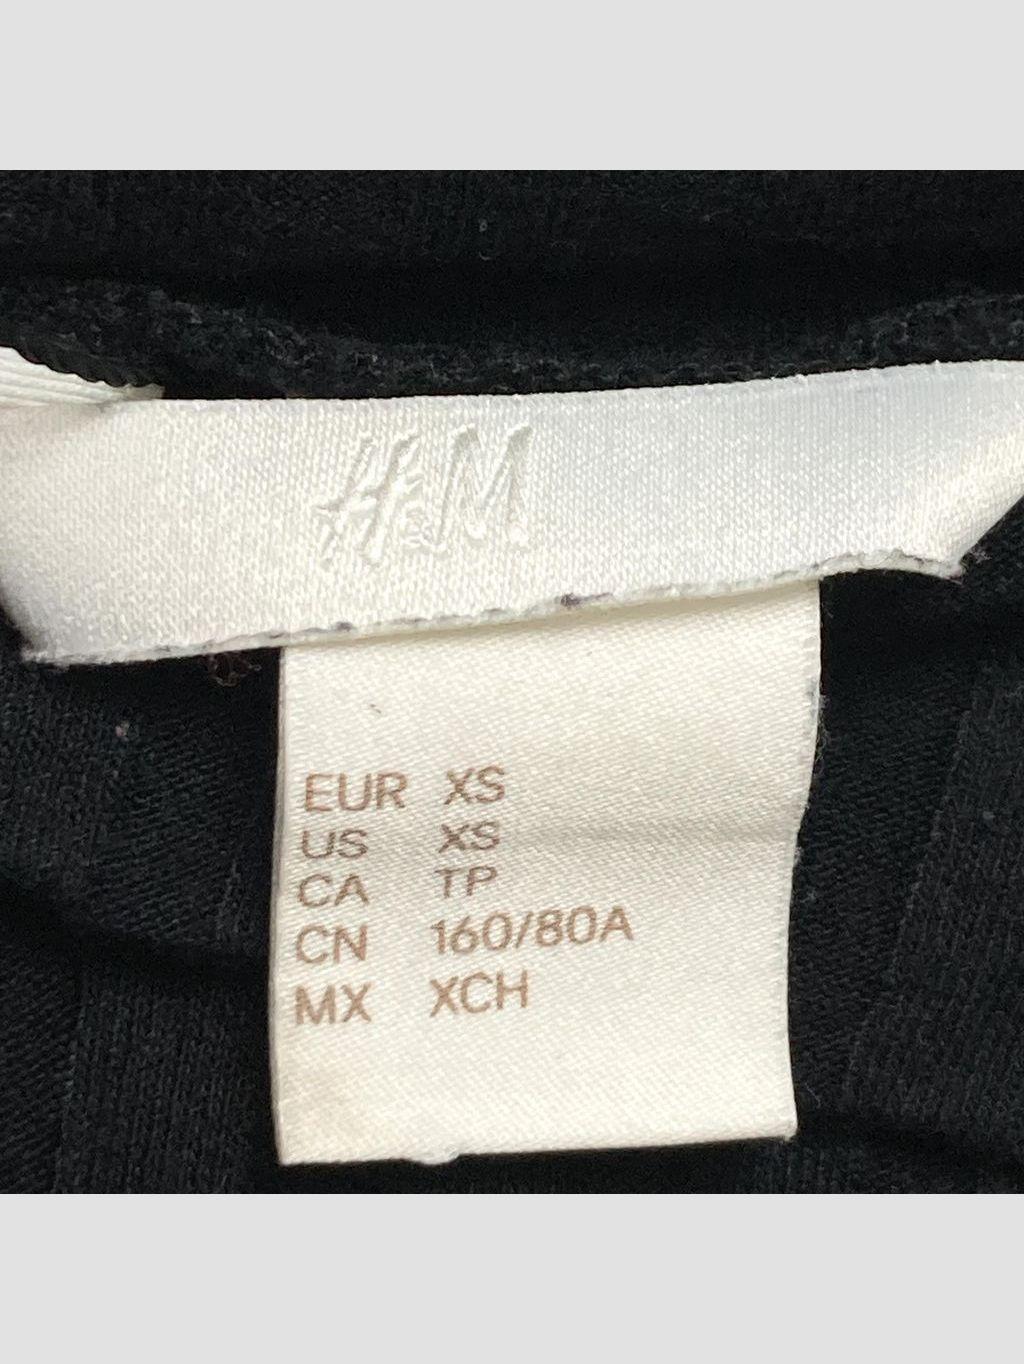 H&M
EUR XS
US XS
CA TP
CN 160/80A
MX XCH